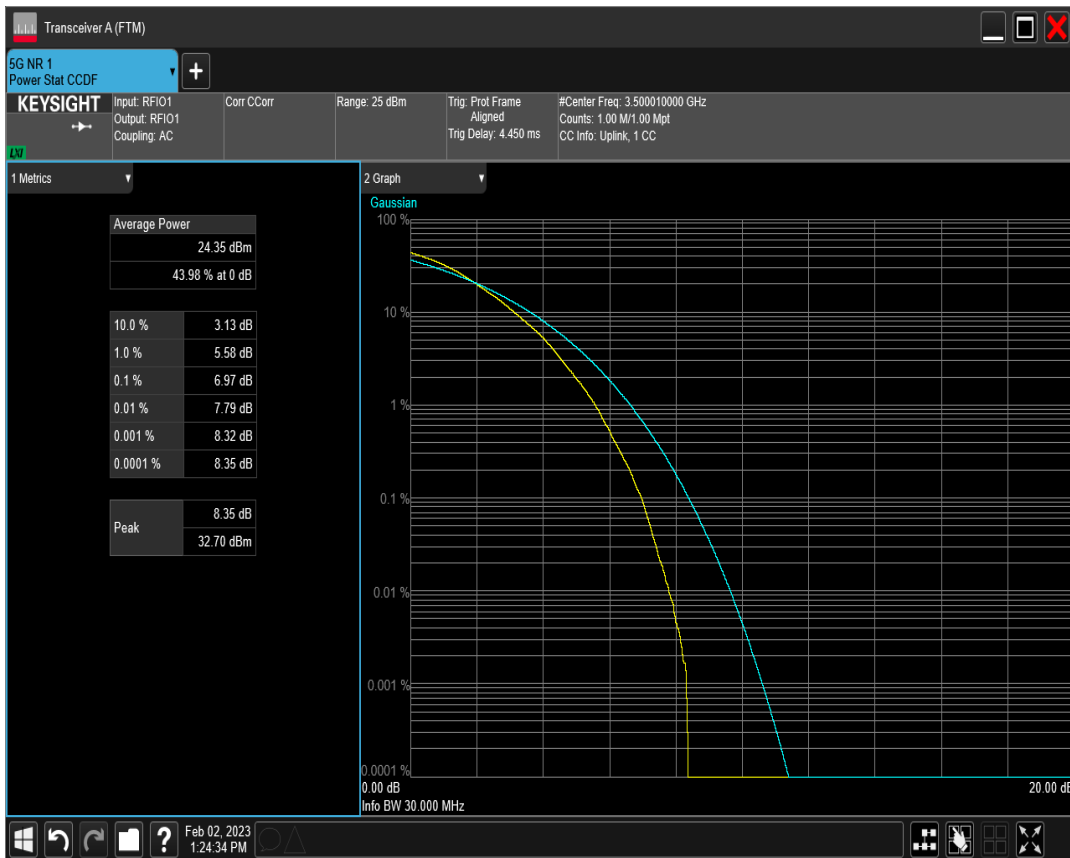 Transceiver A (FTM)
5G NR 1
Power Stat CCDF
+
KEYSIGHT
LXI
Input: RFIO1
Output: RFIO1
Coupling: AC
Corr CCorr
Range: 25 dBm
Trig: Prot Frame
Aligned
Trig Delay: 4.450 ms
#Center Freq: 3.500010000 GHz
Counts: 1.00 M/1.00 Mpt
CC Info: Uplink, 1 CC
1 Metrics
Average Power
24.35 dBm
43.98 % at 0 dB
10.0 % 3.13 dB
1.0 % 5.58 dB
0.1 % 6.97 dB
0.01 % 7.79 dB
0.001 % 8.32 dB
0.0001 % 8.35 dB
Peak
8.35 dB
32.70 dBm
2 Graph
Gaussian
100 %
10 %
1 %
0.1 %
0.01 %
0.001 %
0.0001 %
0.00 dB 20.00 dB
Info BW 30.000 MHz
?
Feb 02, 2023
1:24:34 PM